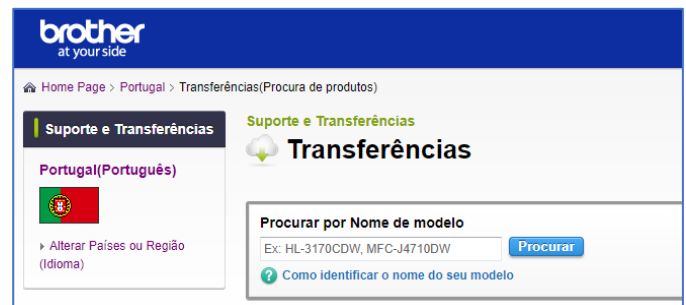 brother
at your side
Home Page > Portugal > Transferências(Procura de produtos)
Suporte e Transferências
Portugal(Português)
Alterar Países ou Região
(Idioma)
Suporte e Transferências
Transferências
Procurar por Nome de modelo
Ex: HL-3170CDW, MFC-J4710DW
Procurar
? Como identificar o nome do seu modelo